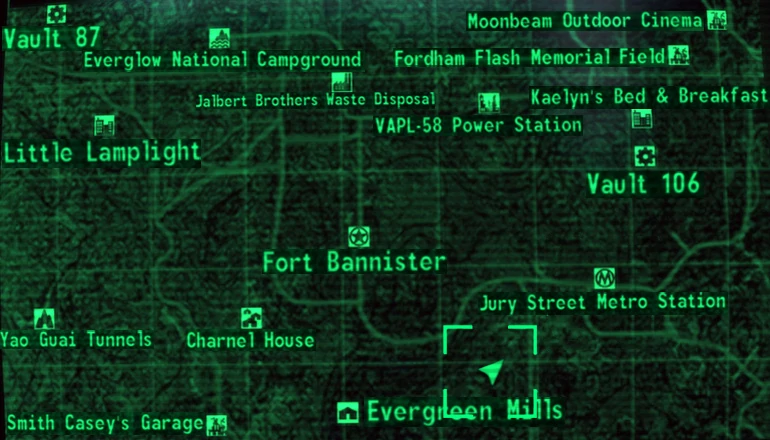 Moonbeam Outdoor Cinema
Vault 87
Everglow National Campground
Fordham Flash Memorial Field
Jalbert Brothers Waste Disposal
Kaelyn's Bed & Breakfast
VAPL-58 Power Station
Little Lamplight
Vault 106
Fort Bannister
Jury Street Metro Station
Yao Guai Tunnels
Charnel House
Evergreen Mills
Smith Casey's Garage